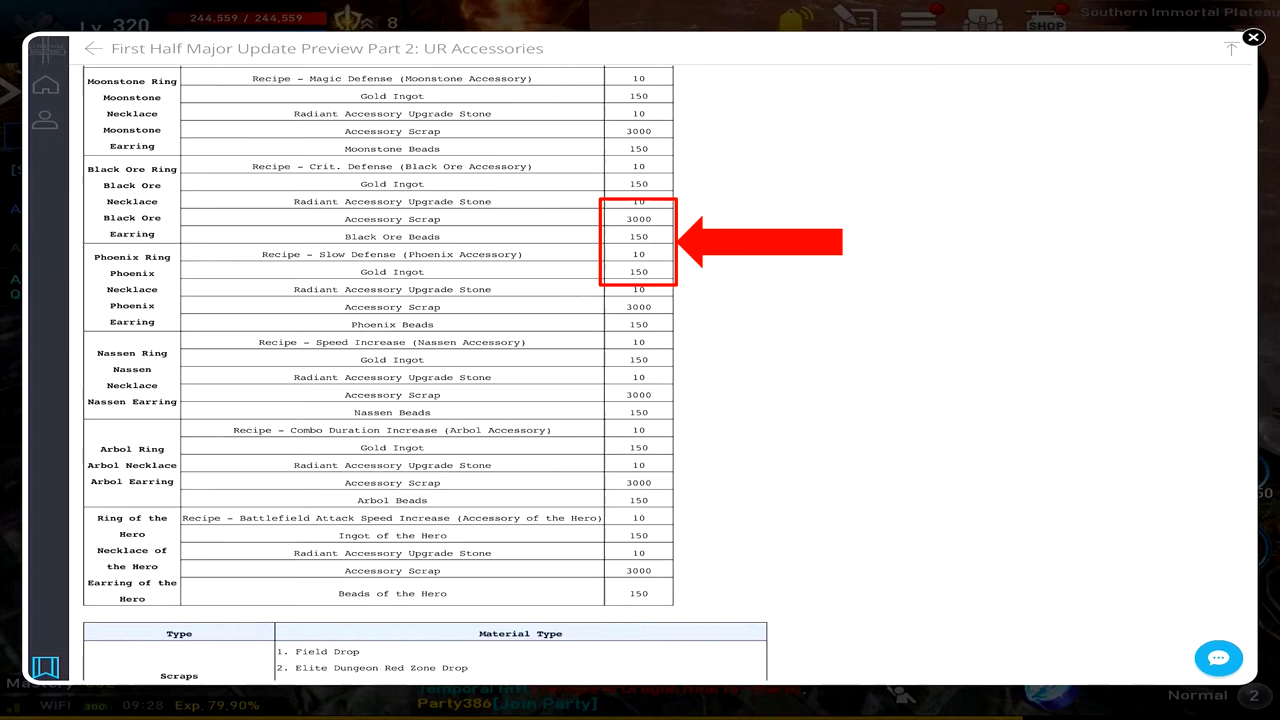 Lv. 320
244,559 / 244,559
8
SHOP
Southern Immortal Plateau
First Half Major Update Preview Part 2: UR Accessories
Moonstone Ring
Moonstone
Necklace
Moonstone
Earring
Recipe - Magic Defense (Moonstone Accessory) 10
Gold Ingot 150
Radiant Accessory Upgrade Stone 10
Accessory Scrap 3000
Moonstone Beads 150
Black Ore Ring
Black Ore
Necklace
Black Ore
Earring
Recipe - Crit. Defense (Black Ore Accessory) 10
Gold Ingot 150
Radiant Accessory Upgrade Stone 10
Accessory Scrap 3000
Black Ore Beads 150
Phoenix Ring
Phoenix
Necklace
Phoenix
Earring
Recipe - Slow Defense (Phoenix Accessory) 10
Gold Ingot 150
Radiant Accessory Upgrade Stone 10
Accessory Scrap 3000
Phoenix Beads 150
Nassen Ring
Nassen
Necklace
Nassen Earring
Recipe - Speed Increase (Nassen Accessory) 10
Gold Ingot 150
Radiant Accessory Upgrade Stone 10
Accessory Scrap 3000
Nassen Beads 150
Arbol Ring
Arbol Necklace
Arbol Earring
Recipe - Combo Duration Increase (Arbol Accessory) 10
Gold Ingot 150
Radiant Accessory Upgrade Stone 10
Accessory Scrap 3000
Arbol Beads 150
Ring of the
Hero
Necklace of
the Hero
Earring of the
Hero
Recipe - Battlefield Attack Speed Increase (Accessory of the Hero) 10
Ingot of the Hero 150
Radiant Accessory Upgrade Stone 10
Accessory Scrap 3000
Beads of the Hero 150
Type Material Type
Scraps
1. Field Drop
2. Elite Dungeon Red Zone Drop
Party386[Join Party]
WIFI 09:28 Exp. 79.90%
Normal 2